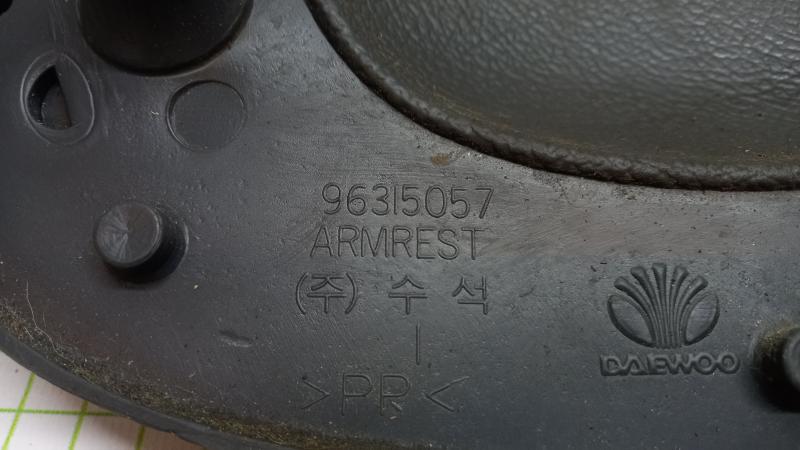 96315057
ARMREST
(주) 수 석
>PP<
DAEWOO